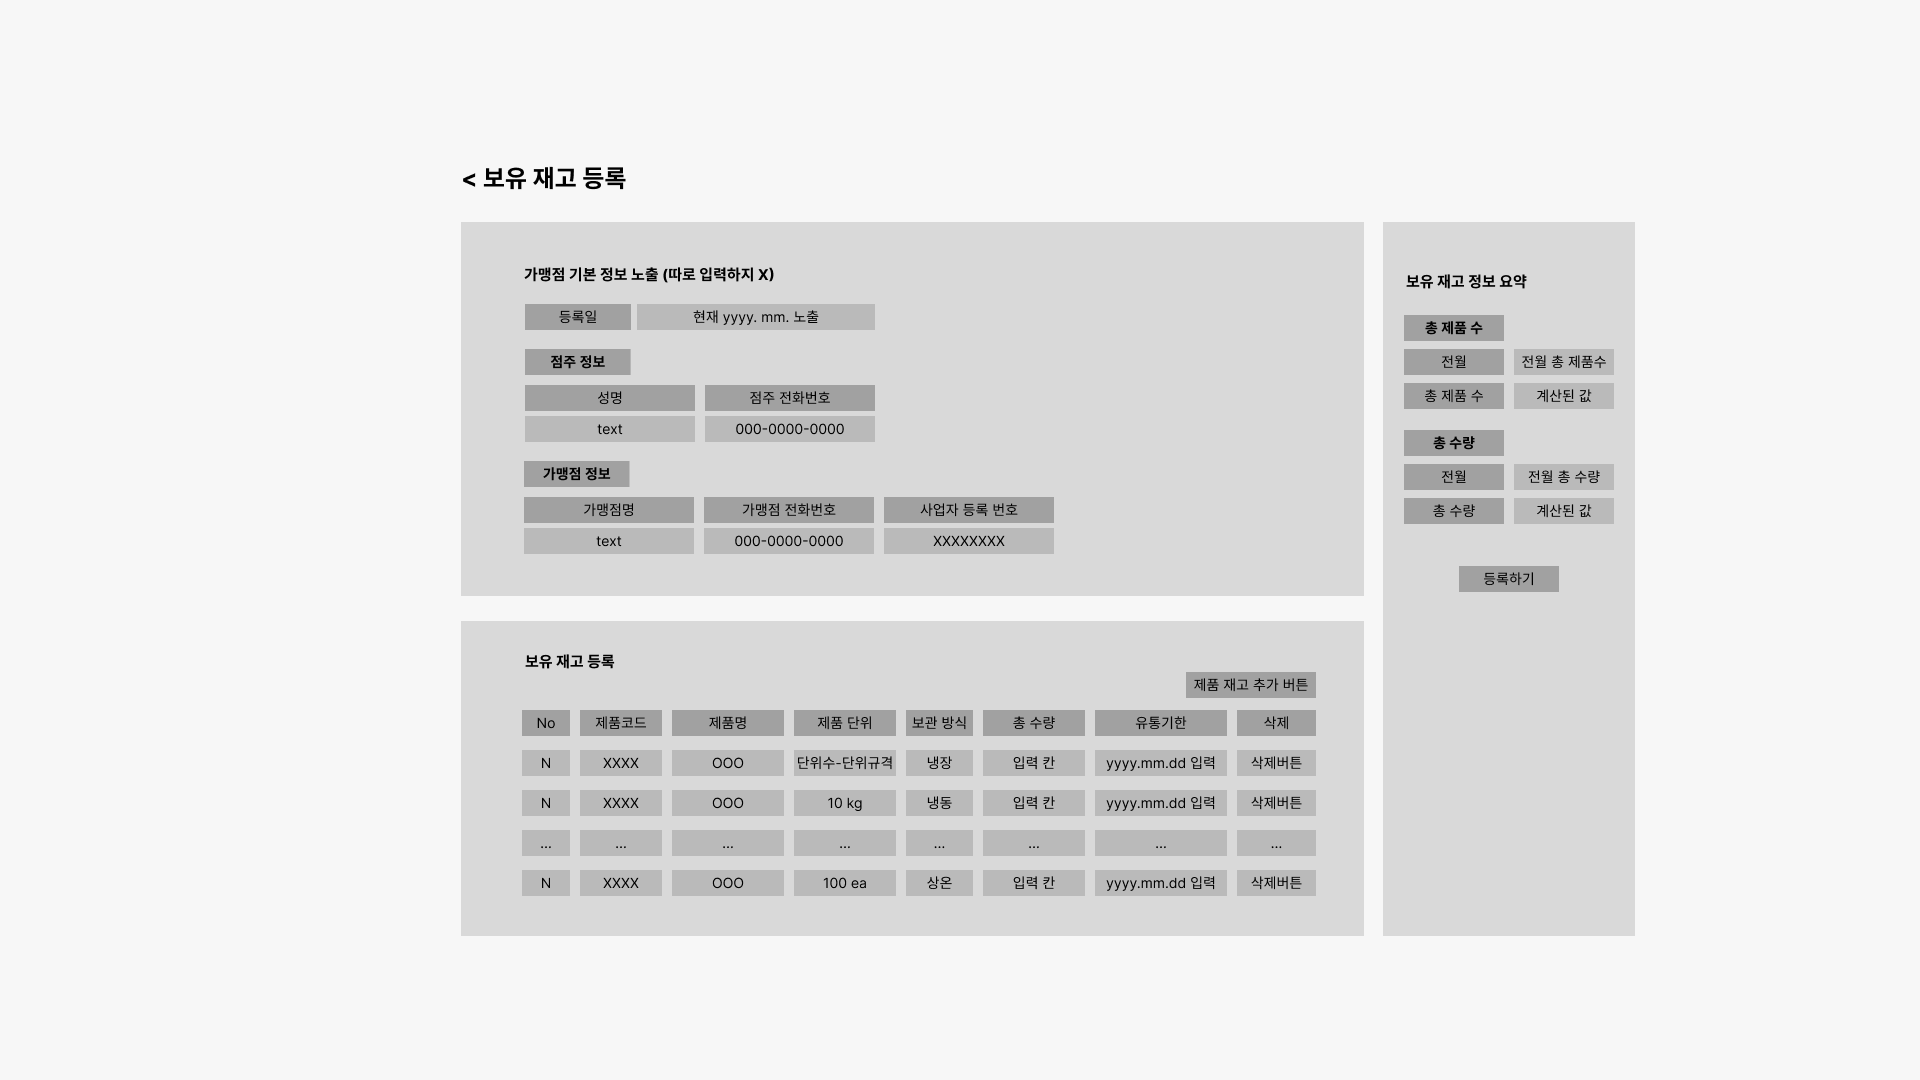 < 보유 재고 등록
가맹점 기본 정보 노출 (따로 입력하지 X)
등록일 현재 yyyy. mm. 노출
점주 정보
성명 점주 전화번호
text 000-0000-0000
가맹점 정보
가맹점명 가맹점 전화번호 사업자 등록 번호
text 000-0000-0000 XXXXXXXX
보유 재고 정보 요약
총 제품 수
전월 전월 총 제품수
총 제품 수 계산된 값
총 수량
전월 전월 총 수량
총 수량 계산된 값
등록하기
보유 재고 등록
제품 재고 추가 버튼
No 제품코드 제품명 제품 단위 보관 방식 총 수량 유통기한 삭제
N XXXX OOO 단위수-단위규격 냉장 입력 칸 yyyy.mm.dd 입력 삭제버튼
N XXXX OOO 10 kg 냉동 입력 칸 yyyy.mm.dd 입력 삭제버튼
... ... ... ... ... ... ... ...
N XXXX OOO 100 ea 상온 입력 칸 yyyy.mm.dd 입력 삭제버튼